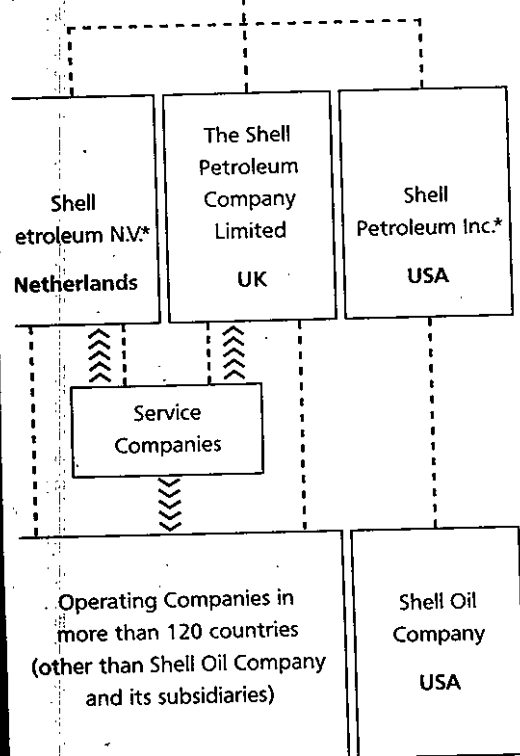 Shell
etroleum N.V.*
Netherlands
The Shell
Petroleum
Company
Limited
UK
Shell
Petroleum Inc.*
USA
Service
Companies
Operating Companies in
more than 120 countries
(other than Shell Oil Company
and its subsidiaries)
Shell Oil
Company
USA